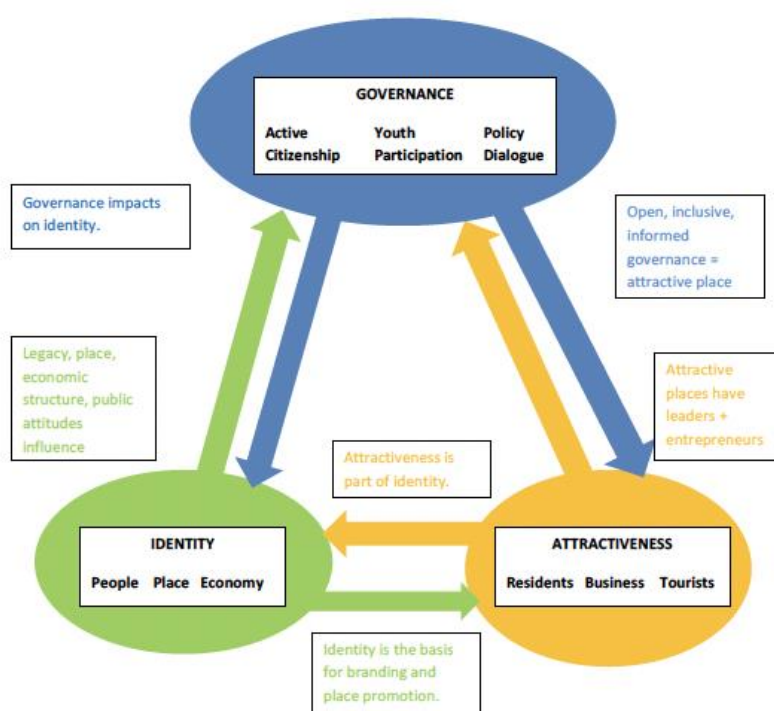 GOVERNANCE
Active Youth Policy
Citizenship Participation Dialogue
Governance impacts
on identity.
Open, inclusive,
informed
governance =
attractive place
Legacy, place,
economic
structure, public
attitudes
influence
Attractive
places have
leaders +
entrepreneurs
Attractiveness is
part of identity.
IDENTITY
People Place Economy
ATTRACTIVENESS
Residents Business Tourists
Identity is the basis
for branding and
place promotion.